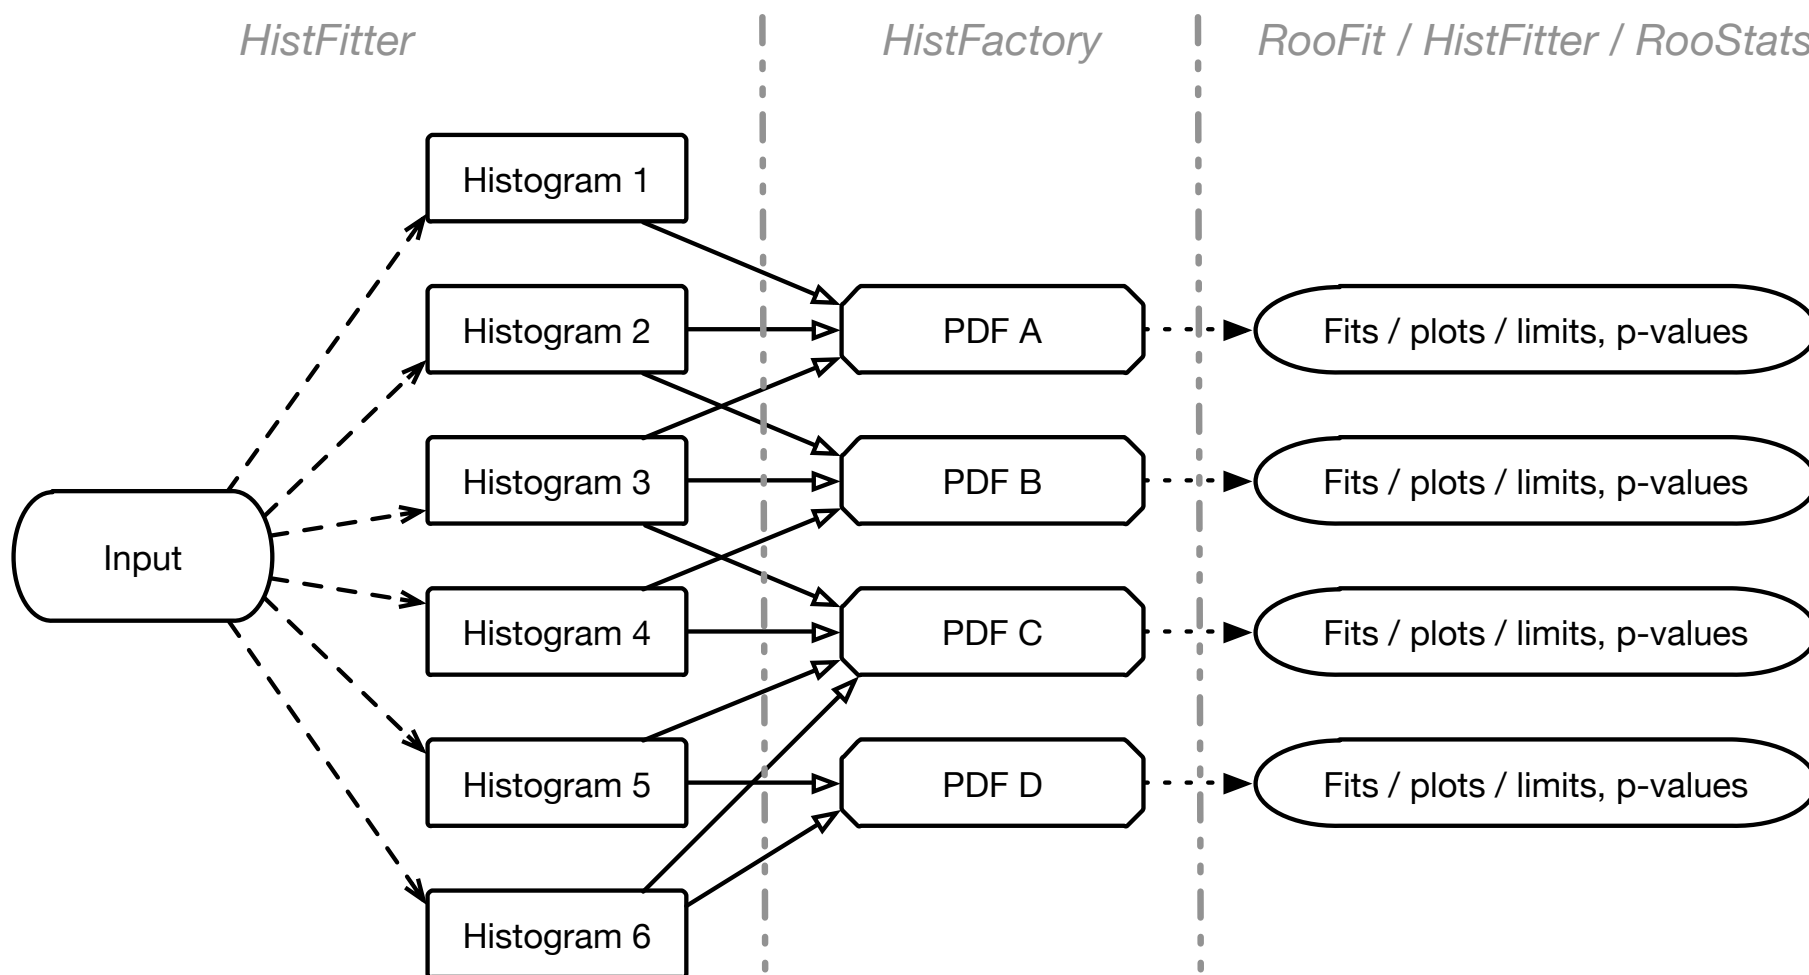 HistFitter
HistFactory
RooFit / HistFitter / RooStats
Histogram 1
Histogram 2
PDF A
Fits / plots / limits, p-values
Histogram 3
PDF B
Fits / plots / limits, p-values
Input
Histogram 4
PDF C
Fits / plots / limits, p-values
Histogram 5
PDF D
Fits / plots / limits, p-values
Histogram 6